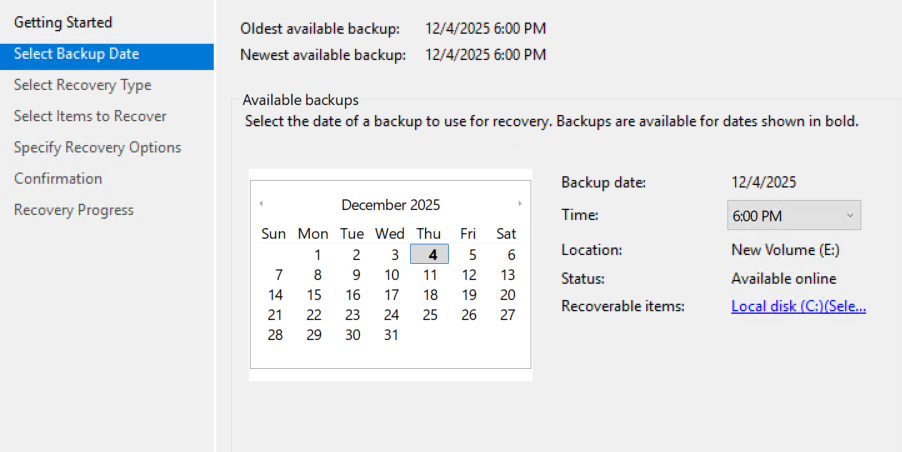 Getting Started
Select Backup Date
Select Recovery Type
Select Items to Recover
Specify Recovery Options
Confirmation
Recovery Progress
Oldest available backup: 12/4/2025 6:00 PM
Newest available backup: 12/4/2025 6:00 PM
Available backups
Select the date of a backup to use for recovery. Backups are available for dates shown in bold.
December 2025
Sun Mon Tue Wed Thu Fri Sat
1 2 3 4 5 6
7 8 9 10 11 12 13
14 15 16 17 18 19 20
21 22 23 24 25 26 27
28 29 30 31
Backup date: 12/4/2025
Time: 6:00 PM
Location: New Volume (E:)
Status: Available online
Recoverable items: Local disk (C:)(Sele...